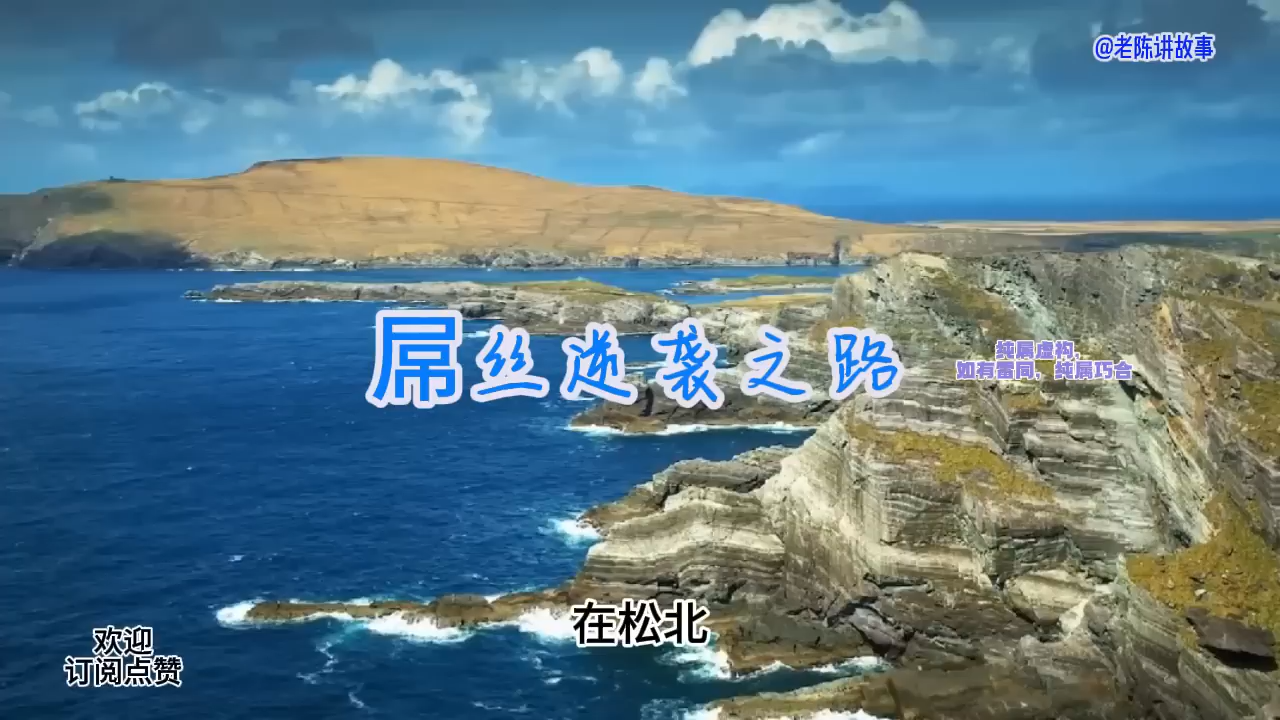 @老陈讲故事
屌丝逆袭之路
纯属虚构，
如有雷同，纯属巧合
在松北
欢迎
订阅点赞